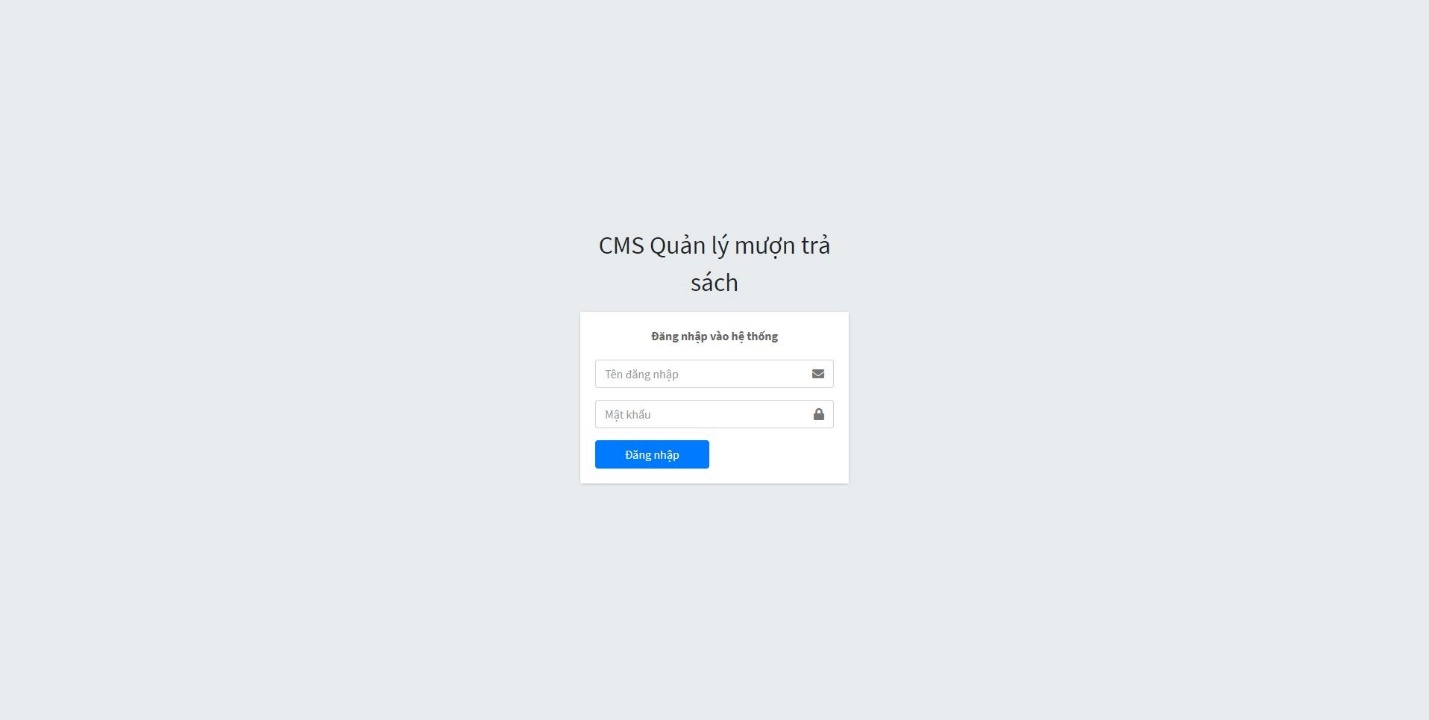 CMS Quản lý mượn trả
sách
Đăng nhập vào hệ thống
Tên đăng nhập
Mật khẩu
Đăng nhập